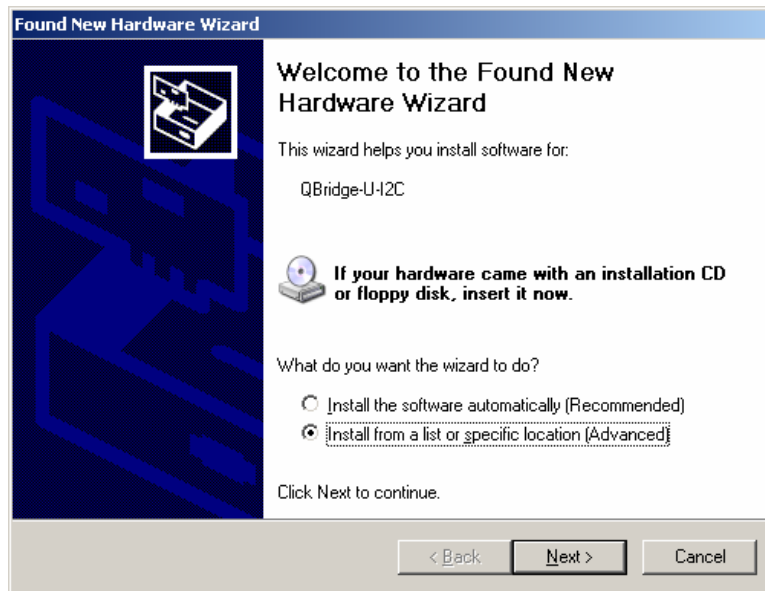 Found New Hardware Wizard
Welcome to the Found New
Hardware Wizard
This wizard helps you install software for:
QBridge-U-I2C
If your hardware came with an installation CD
or floppy disk, insert it now.
What do you want the wizard to do?
Install the software automatically (Recommended)
Install from a list or specific location (Advanced)
Click Next to continue.
< Back
Next >
Cancel